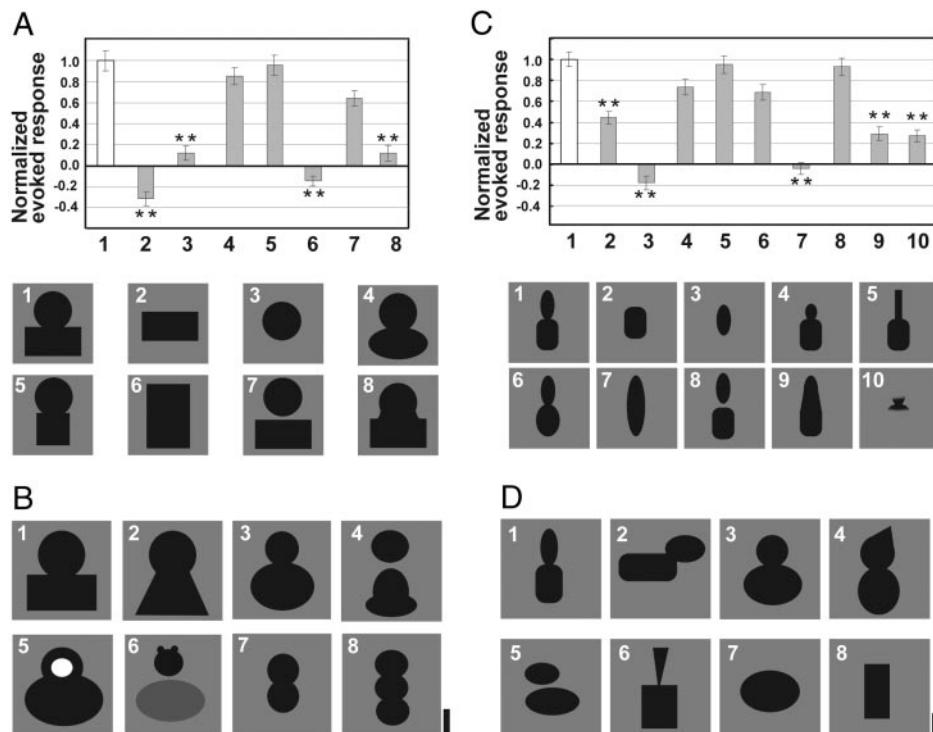 A
Normalized
evoked response
1.0
0.8
0.6
0.4
0.2
0.0
-0.2
-0.4
**
**
**
**
1 2 3 4 5 6 7 8
1 2 3 4
5 6 7 8
B
1 2 3 4
5 6 7 8
C
Normalized
evoked response
1.0
0.8
0.6
0.4
0.2
0.0
-0.2
-0.4
**
**
**
**
**
1 2 3 4 5 6 7 8 9 10
1 2 3 4 5
6 7 8 9 10
D
1 2 3 4
5 6 7 8